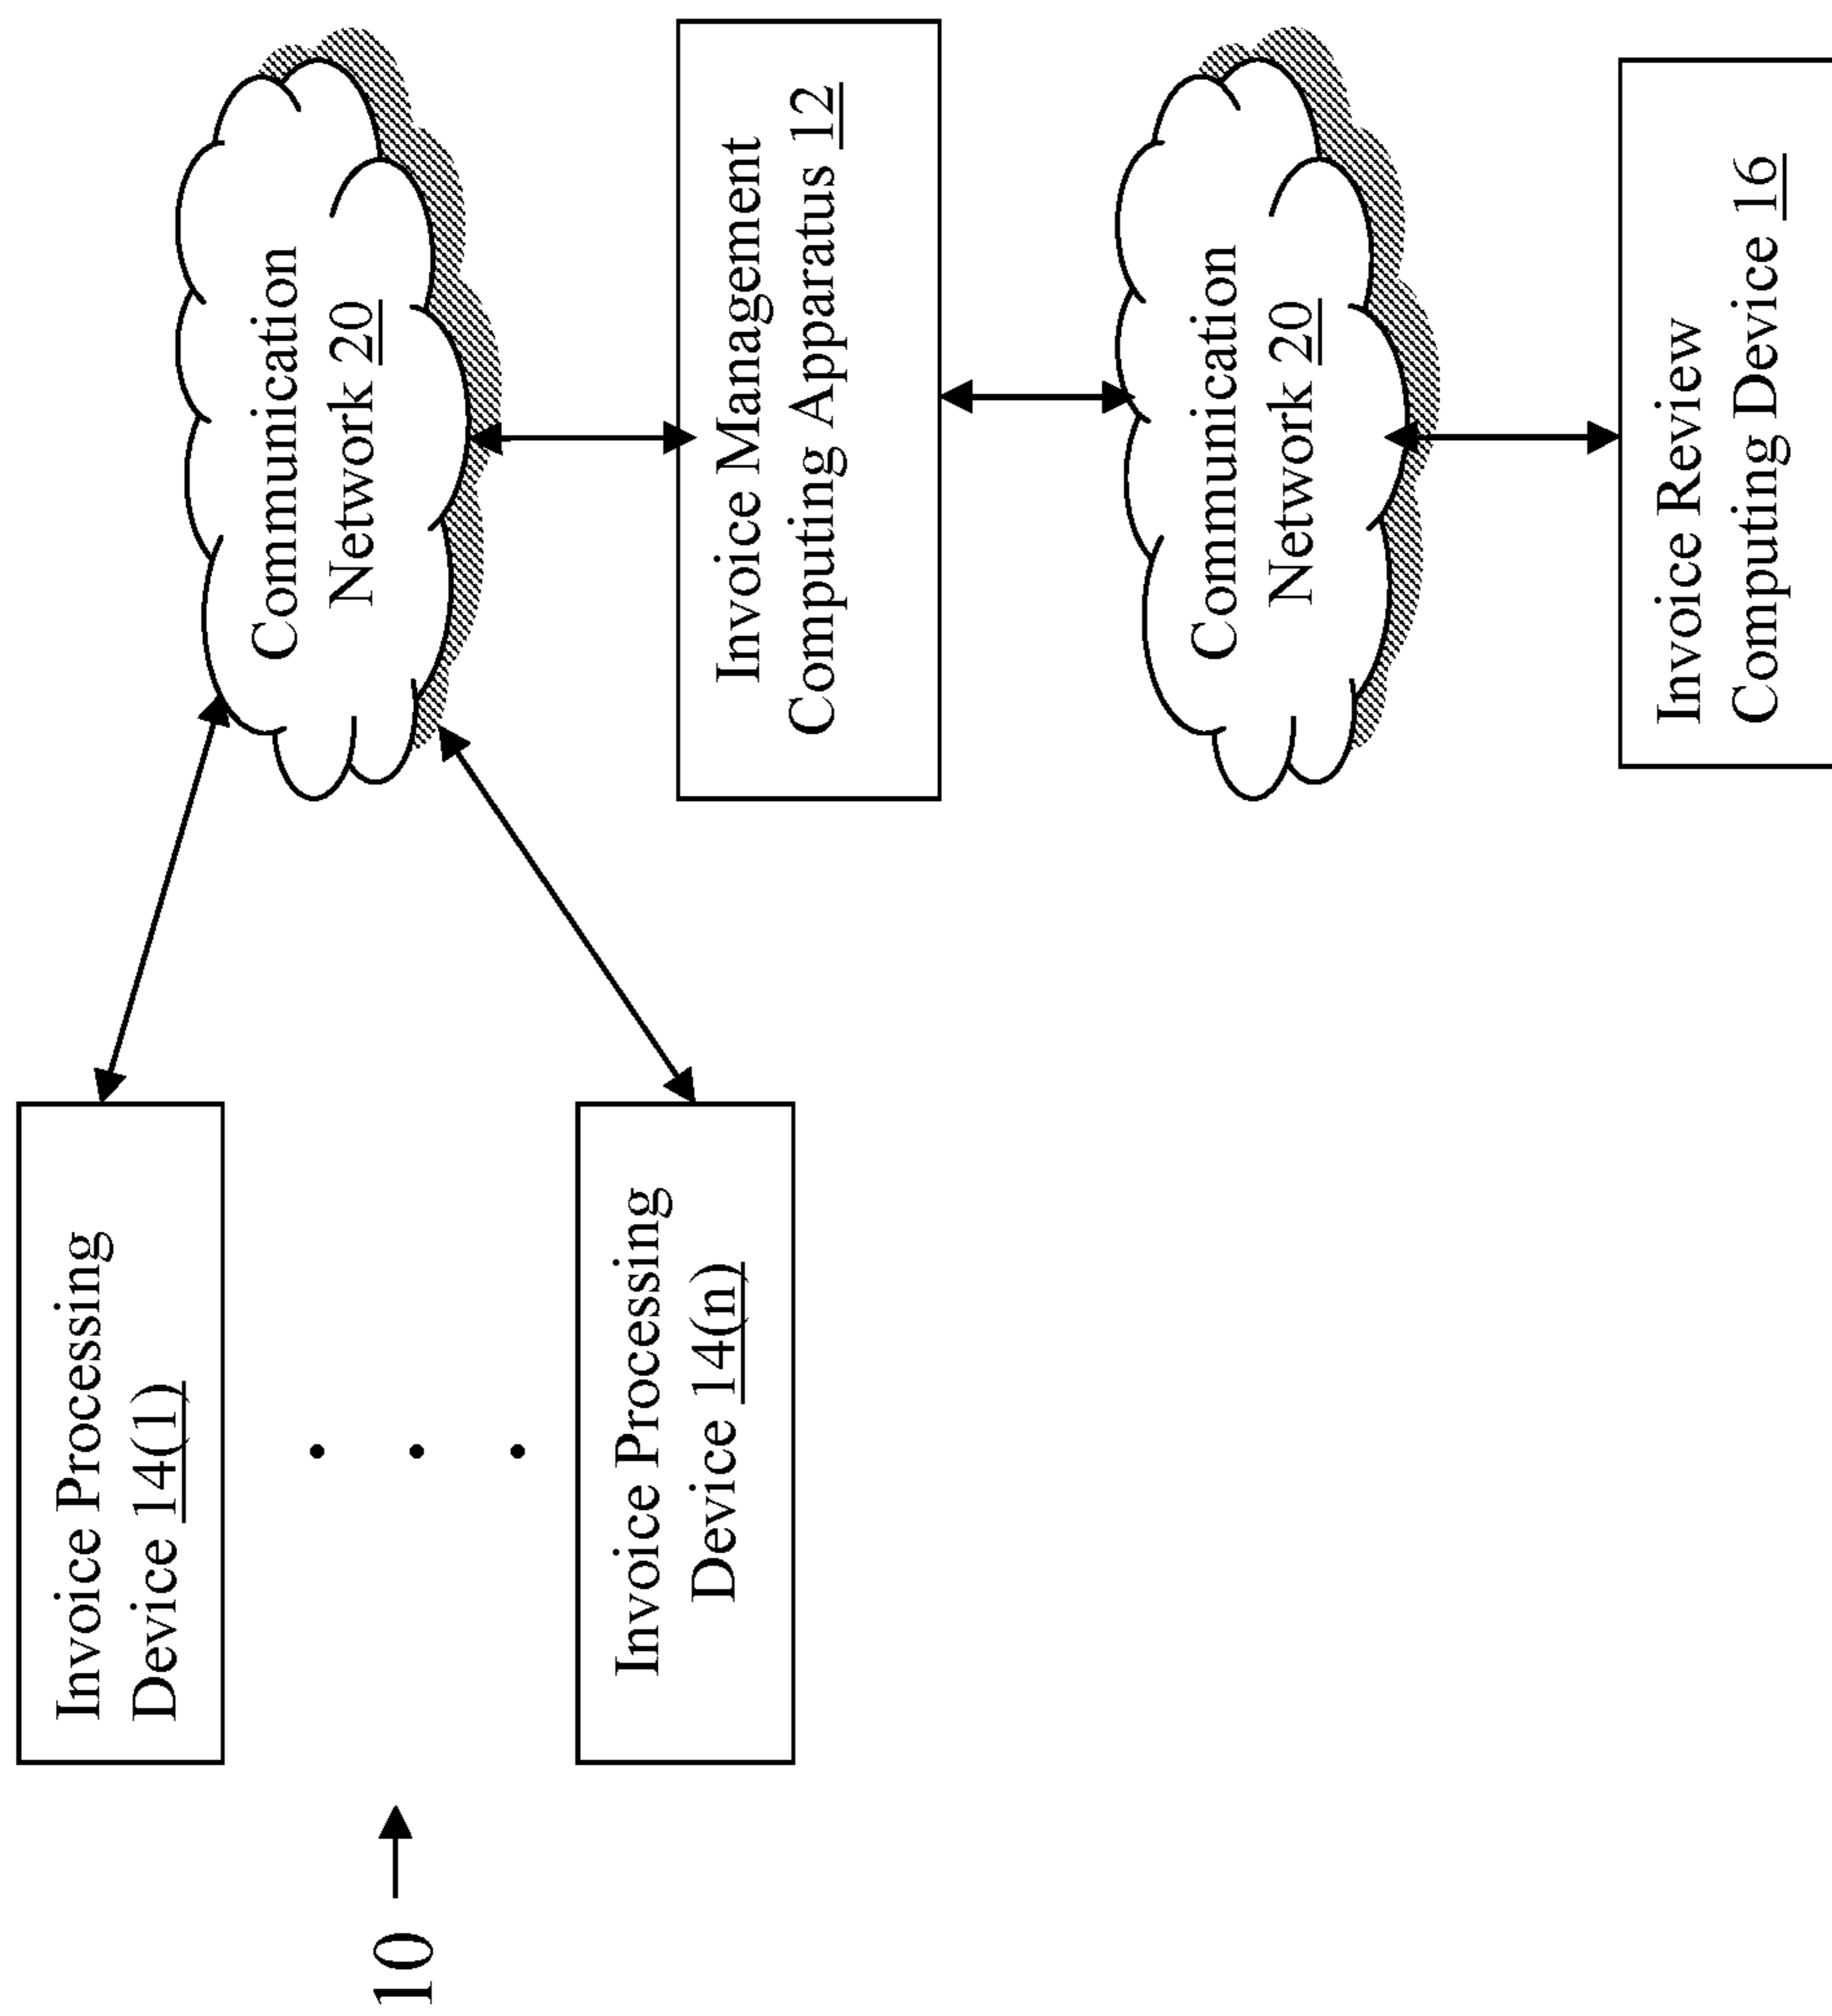 10
Invoice Processing
Device 14(1)
Invoice Processing
Device 14(n)
Communication
Network 20
Invoice Management
Computing Apparatus 12
Communication
Network 20
Invoice Review
Computing Device 16